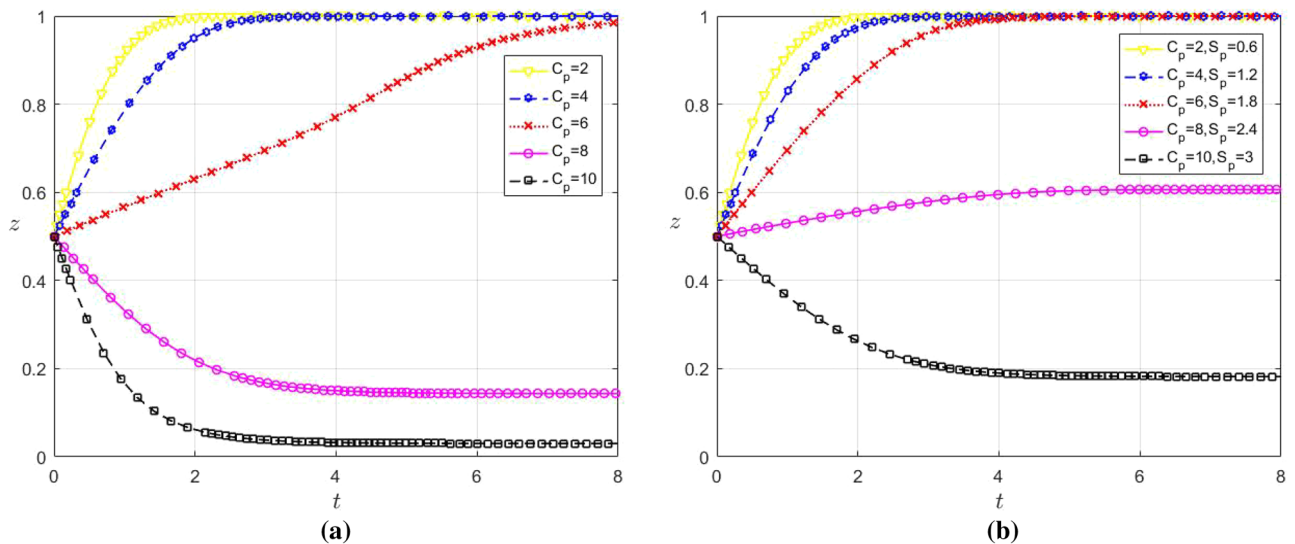 1
0.8
0.6
z
0.4
0.2
0
0 2 4 6 8
t
C_p=2
C_p=4
C_p=6
C_p=8
C_p=10
(a)
1
0.8
0.6
z
0.4
0.2
0
0 2 4 6 8
t
C_p=2,S_p=0.6
C_p=4,S_p=1.2
C_p=6,S_p=1.8
C_p=8,S_p=2.4
C_p=10,S_p=3
(b)